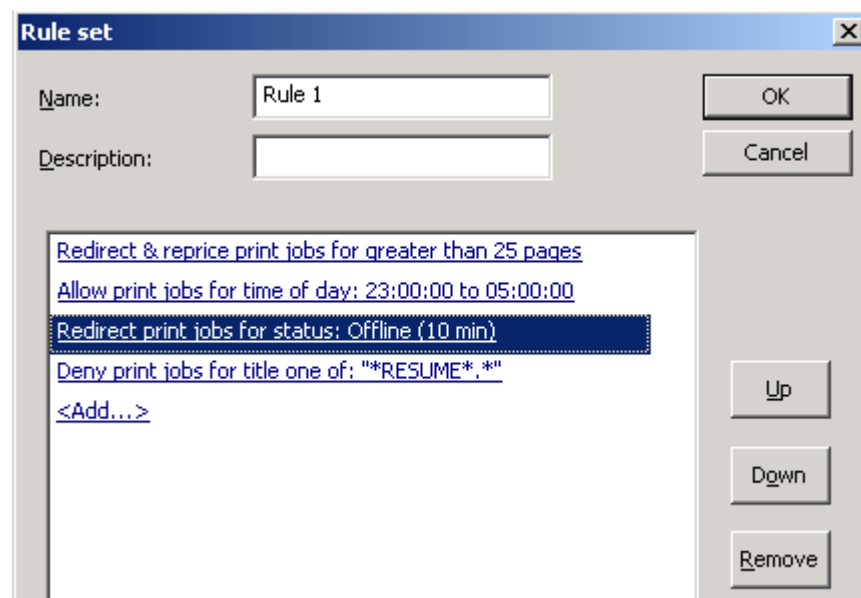 Rule set
Name: Rule 1
OK
Description:
Cancel
Redirect & reprice print jobs for greater than 25 pages
Allow print jobs for time of day: 23:00:00 to 05:00:00
Redirect print jobs for status: Offline (10 min)
Deny print jobs for title one of: "*RESUME*.*"
<Add...>
Up
Down
Remove